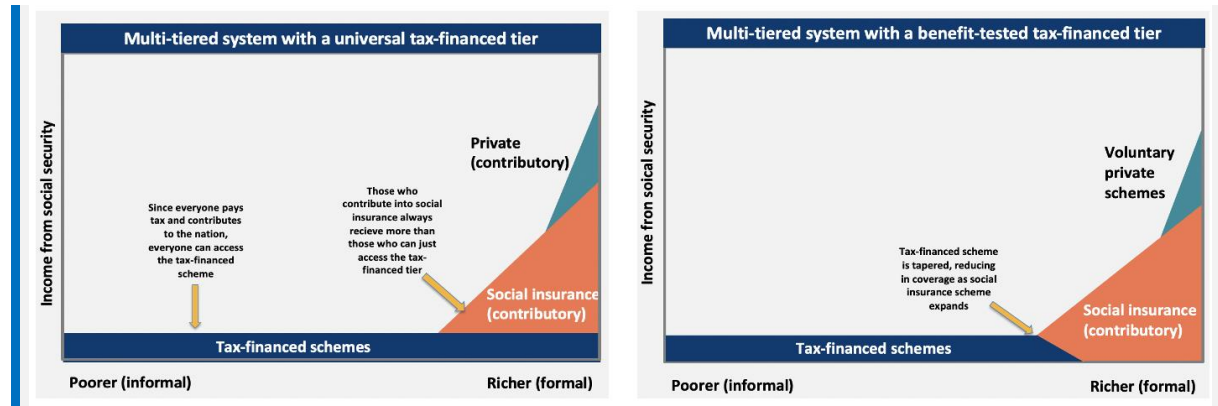 Multi-tiered system with a universal tax-financed tier
Income from social security
Private
(contributory)
Those who
contribute into social
insurance always
recieve more than
those who can just
access the tax-
financed tier
Since everyone pays
tax and contributes
to the nation,
everyone can access
the tax-financed
scheme
Social insurance
(contributory)
Tax-financed schemes
Poorer (informal)
Richer (formal)
Multi-tiered system with a benefit-tested tax-financed tier
Income fron soical security
Voluntary
private
schemes
Tax-financed scheme
is tapered, reducing
in coverage as social
insurance scheme
expands
Social insurance
(contributory)
Tax-financed schemes
Poorer (informal)
Richer (formal)